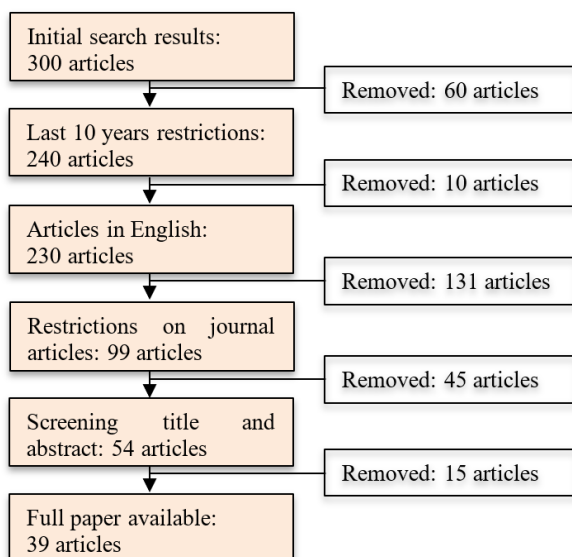 Initial search results:
300 articles
Removed: 60 articles
Last 10 years restrictions:
240 articles
Removed: 10 articles
Articles in English:
230 articles
Removed: 131 articles
Restrictions on journal
articles: 99 articles
Removed: 45 articles
Screening title and
abstract: 54 articles
Removed: 15 articles
Full paper available:
39 articles